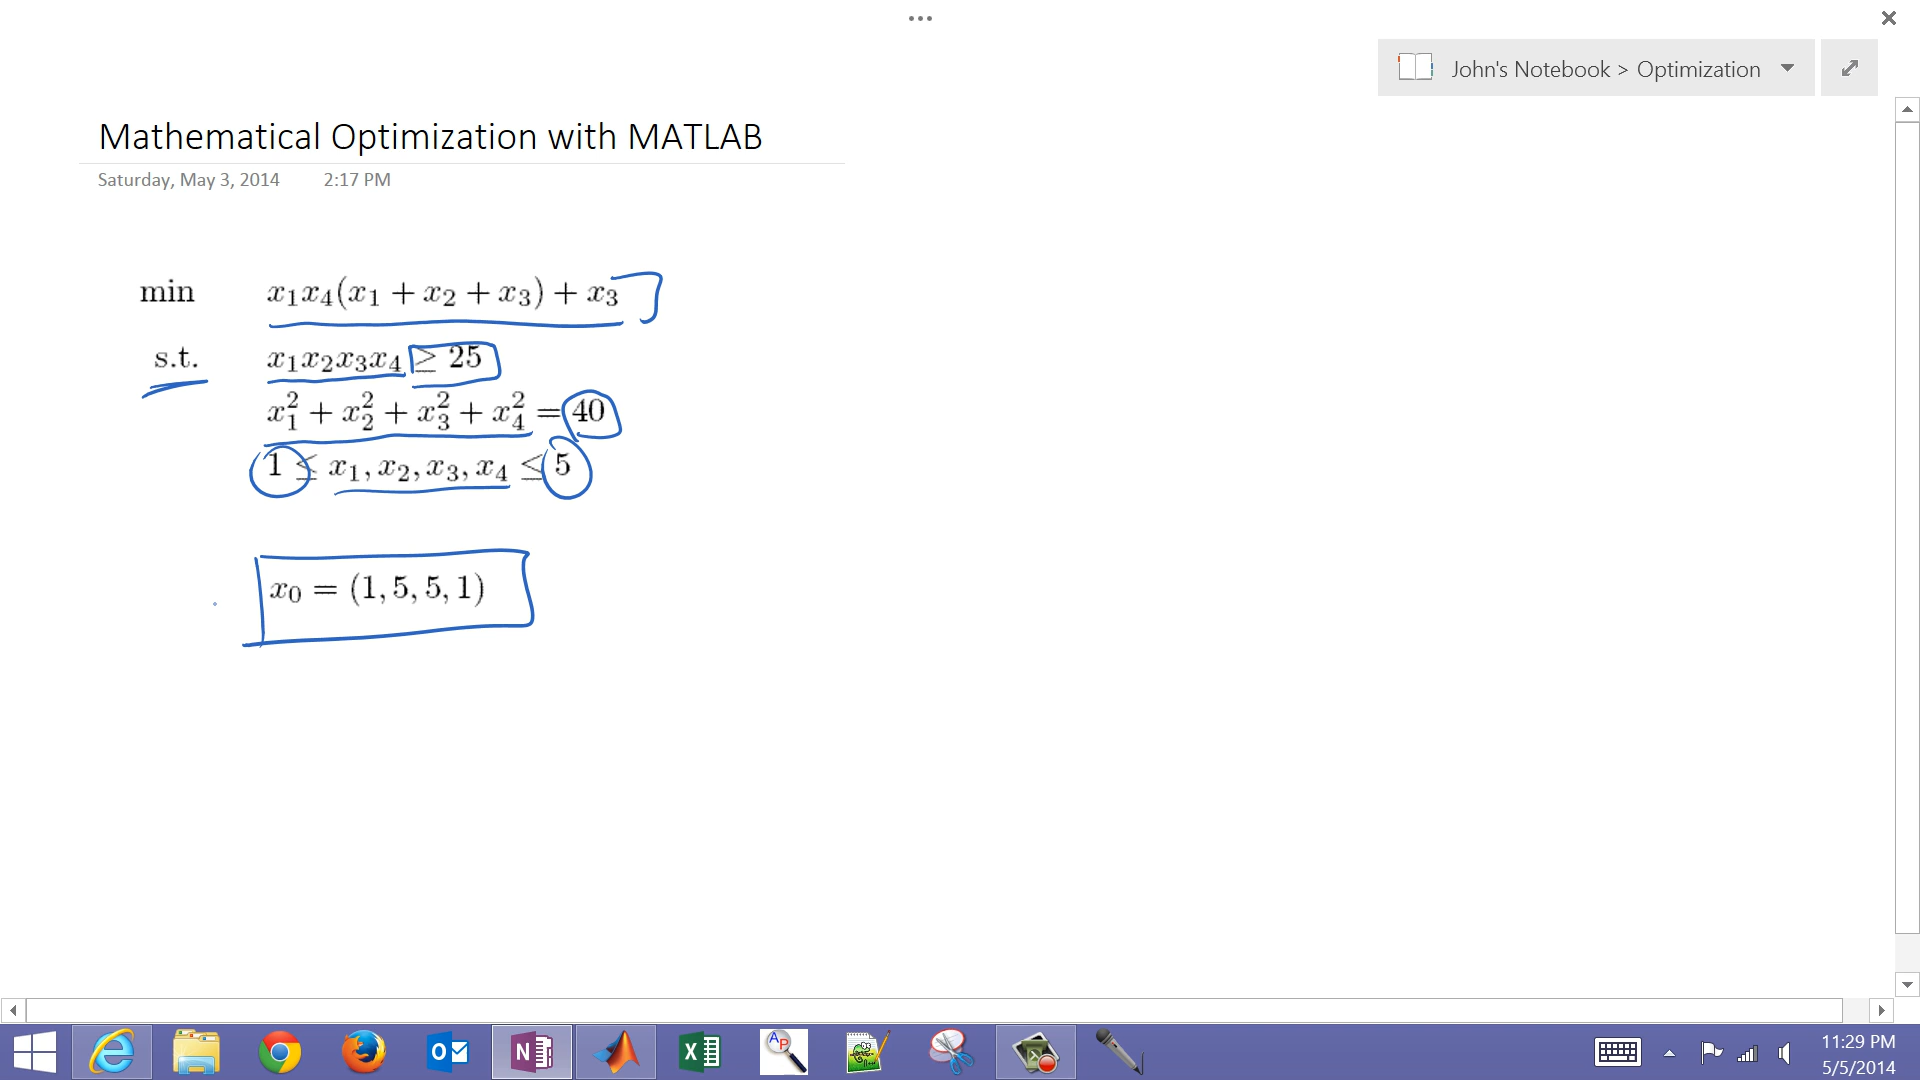 John's Notebook > Optimization
Mathematical Optimization with MATLAB
Saturday, May 3, 2014 2:17 PM
min x₁x₄(x₁ + x₂ + x₃) + x₃
s.t. x₁x₂x₃x₄ ≥ 25
x₁² + x₂² + x₃² + x₄² = 40
1 ≤ x₁, x₂, x₃, x₄ ≤ 5
x₀ = (1, 5, 5, 1)
11:29 PM
5/5/2014